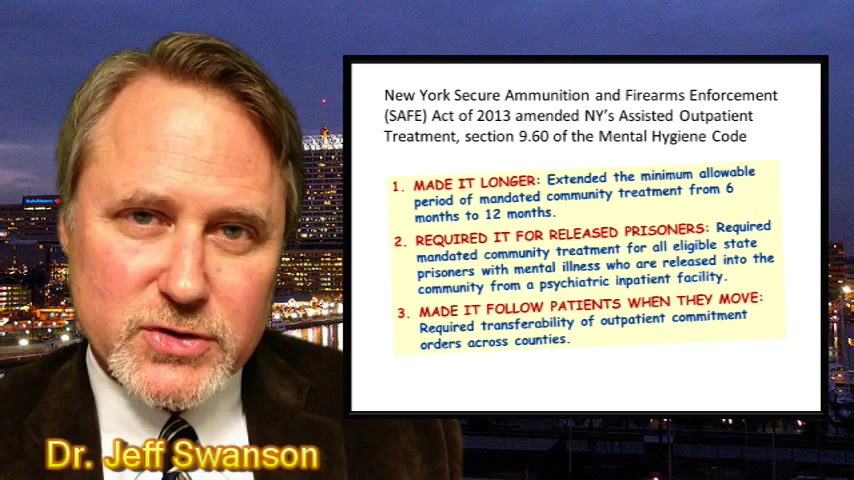 New York Secure Ammunition and Firearms Enforcement
(SAFE) Act of 2013 amended NY's Assisted Outpatient
Treatment, section 9.60 of the Mental Hygiene Code
1. MADE IT LONGER: Extended the minimum allowable
period of mandated community treatment from 6
months to 12 months.
2. REQUIRED IT FOR RELEASED PRISONERS: Required
mandated community treatment for all eligible state
prisoners with mental illness who are released into the
community from a psychiatric inpatient facility.
3. MADE IT FOLLOW PATIENTS WHEN THEY MOVE:
Required transferability of outpatient commitment
orders across counties.
Dr. Jeff Swanson